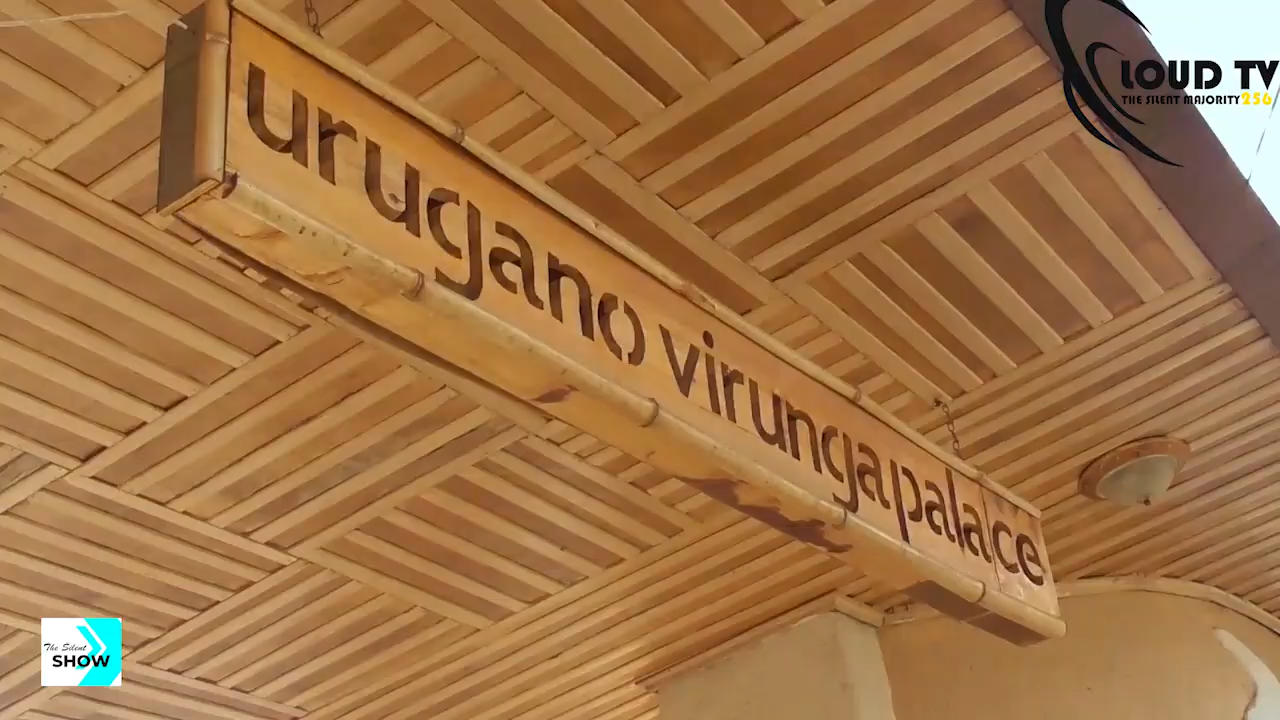 LOUD TV
THE SILENT MAJORITY256
urugano virunga palace
The Silent
SHOW